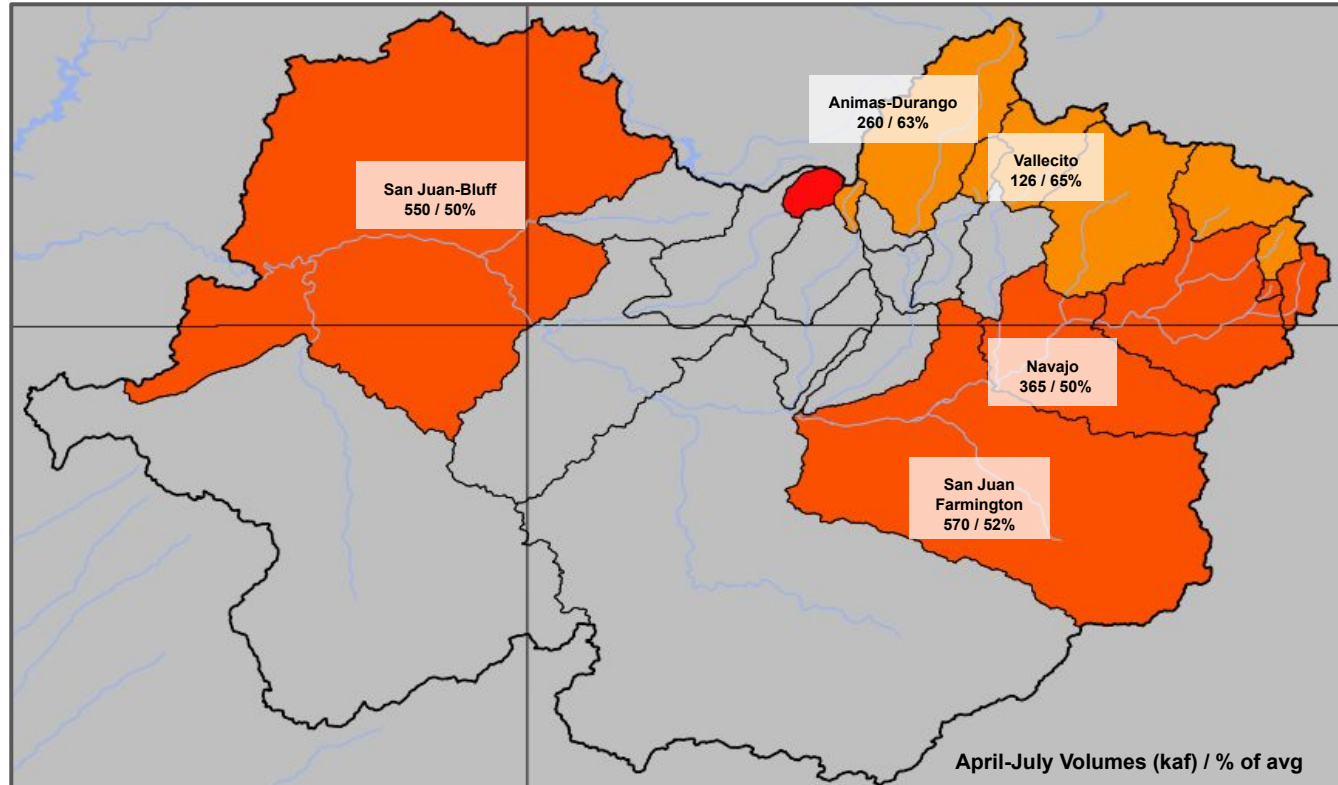 Animas-Durango
260 / 63%
Vallecito
126 / 65%
San Juan-Bluff
550 / 50%
Navajo
365 / 50%
San Juan
Farmington
570 / 52%
April-July Volumes (kaf) / % of avg